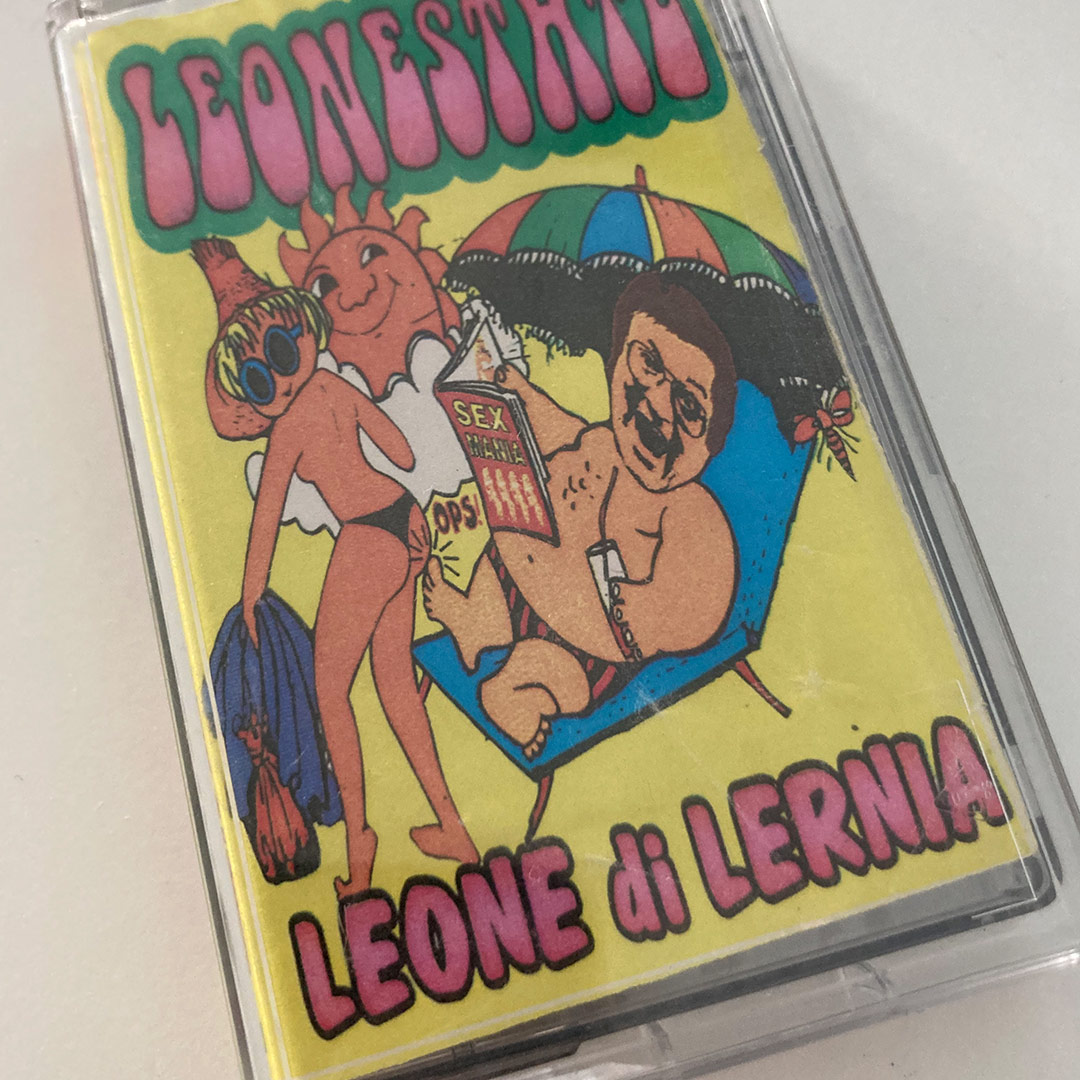 LEONESTATE
SEX
MANIA
OPS!
LEONE di LERNIA